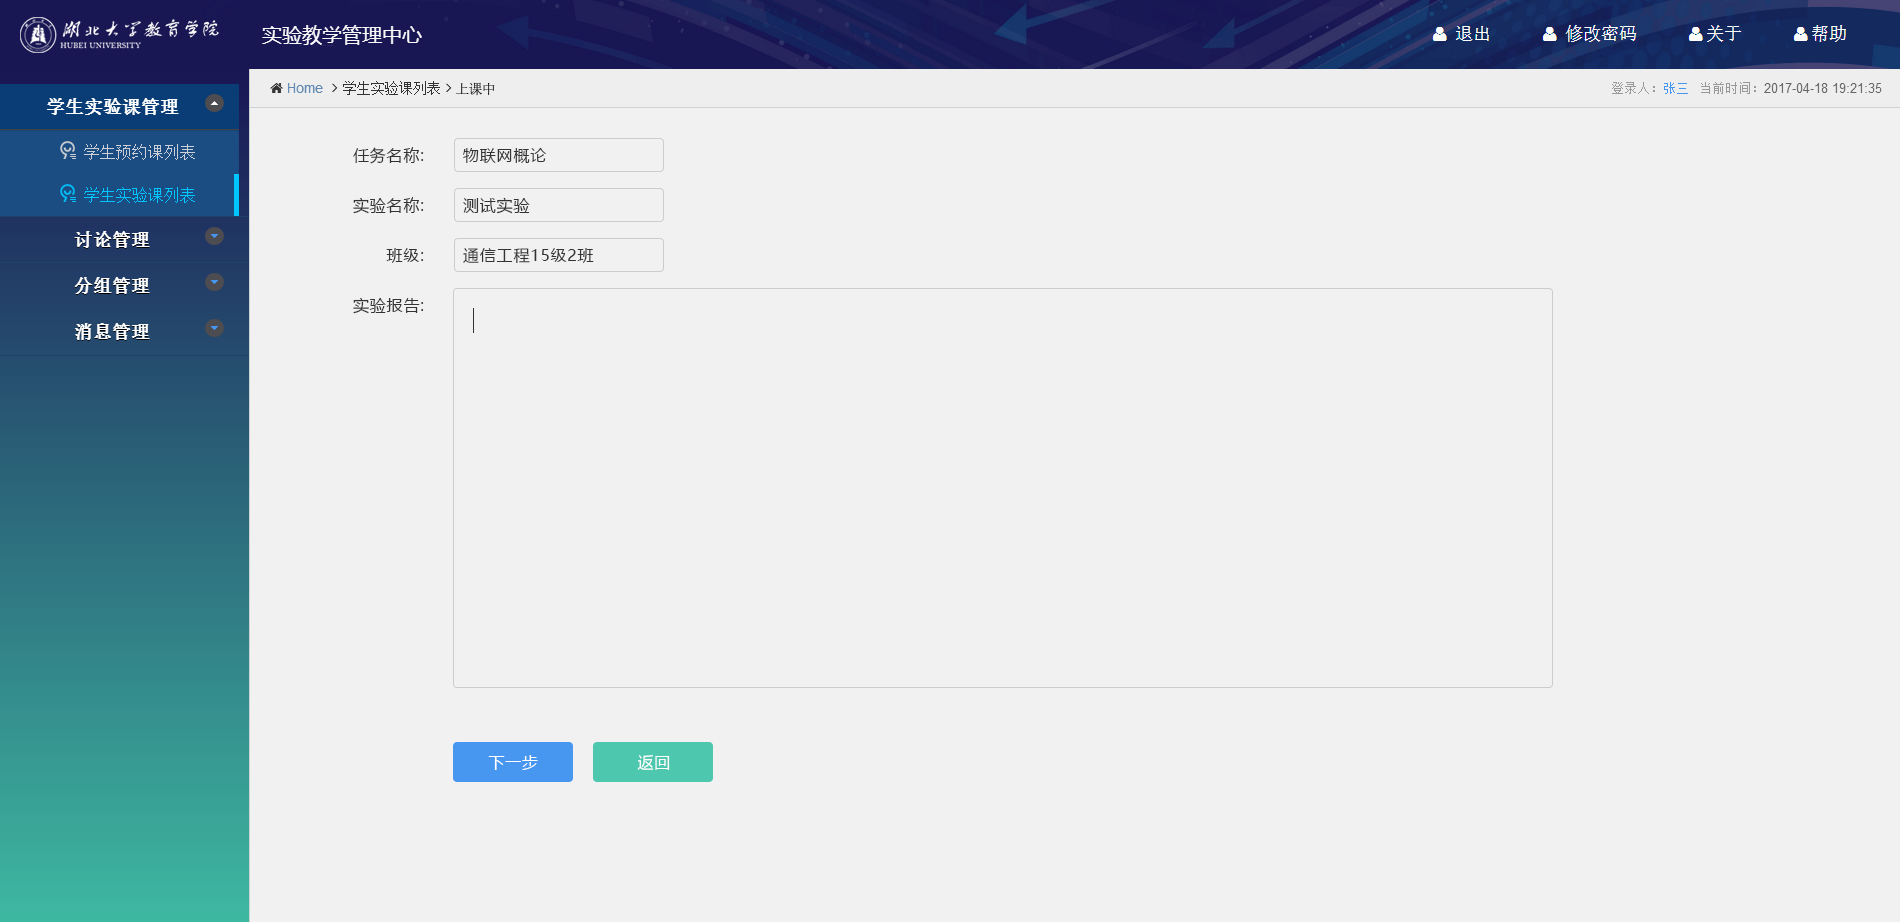 湖北大学教育学院
HUBEI UNIVERSITY
实验教学管理中心
退出 修改密码 关于 帮助
Home > 学生实验课列表 > 上课中
登录人：张三 当前时间：2017-04-18 19:21:35
学生实验课管理
学生预约课列表
学生实验课列表
讨论管理
分组管理
消息管理
任务名称: 物联网概论
实验名称: 测试实验
班级: 通信工程15级2班
实验报告:
下一步 返回